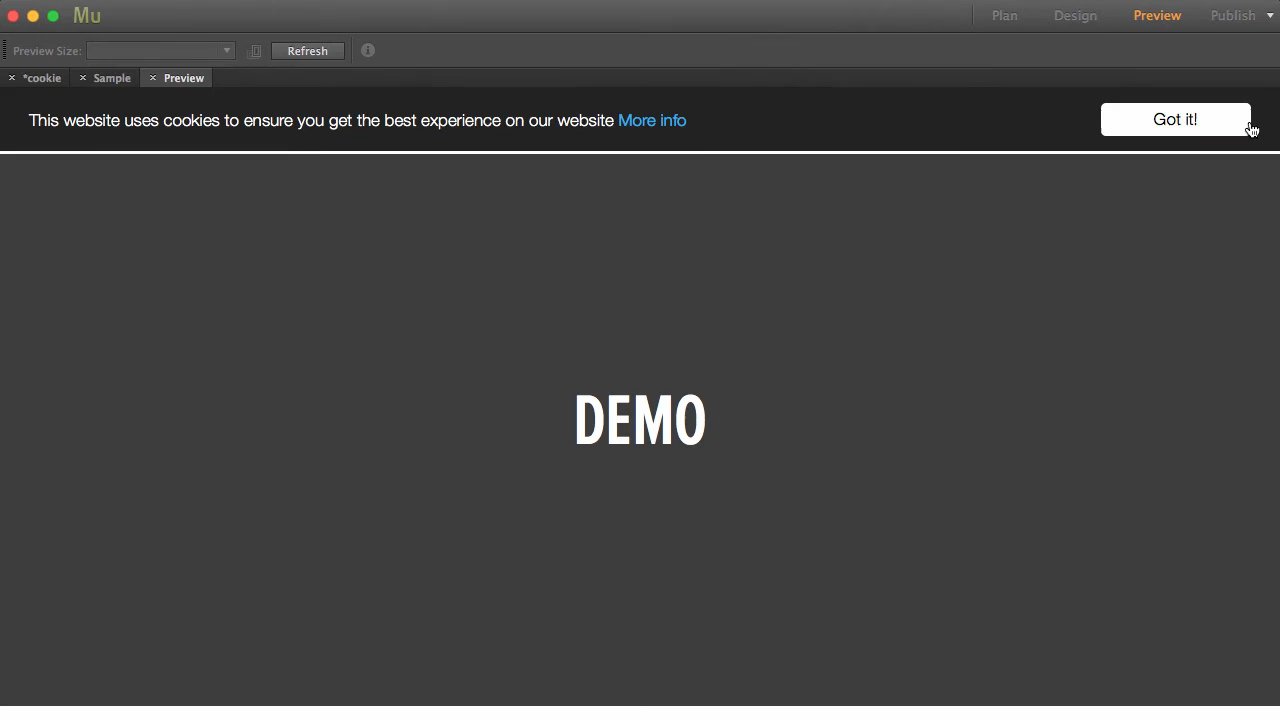 Mu
Plan Design Preview Publish
Preview Size: Refresh
*cookie Sample Preview
This website uses cookies to ensure you get the best experience on our website More info
Got it!
DEMO